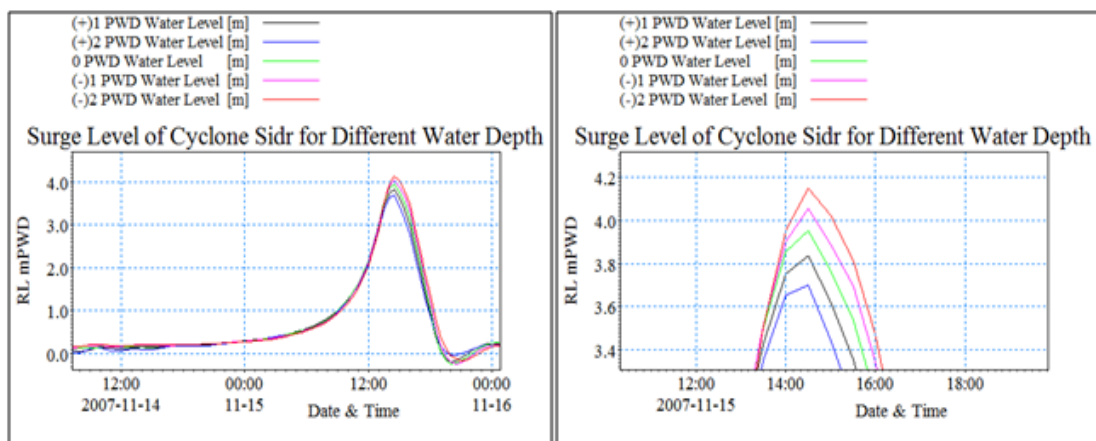 (+)1 PWD Water Level [m]
(+)2 PWD Water Level [m]
0 PWD Water Level [m]
(-)1 PWD Water Level [m]
(-)2 PWD Water Level [m]
Surge Level of Cyclone Sidr for Different Water Depth
RL mPWD
4.0
3.0
2.0
1.0
0.0
12:00 00:00 12:00 00:00
2007-11-14 11-15 11-16
Date & Time
(+)1 PWD Water Level [m]
(+)2 PWD Water Level [m]
0 PWD Water Level [m]
(-)1 PWD Water Level [m]
(-)2 PWD Water Level [m]
Surge Level of Cyclone Sidr for Different Water Depth
RL mPWD
4.2
4.0
3.8
3.6
3.4
12:00 14:00 16:00 18:00
2007-11-15
Date & Time